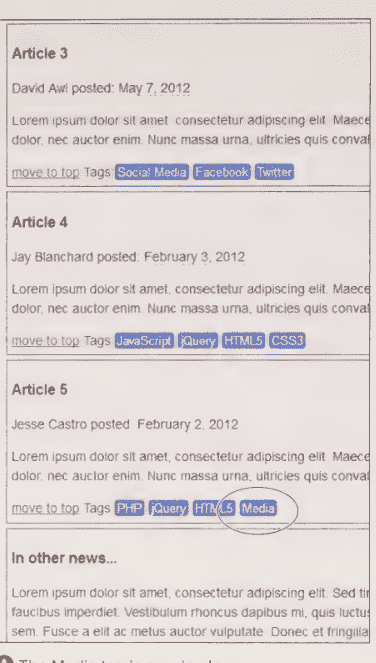 Article 3
David Awl posted: May 7, 2012
Lorem ipsum dolor sit amet consectetur adipiscing elit Maece
dolor, nec auctor enim. Nunc massa urna, ultricies quis conval
move to top Tags Social Media Facebook Twitter
Article 4
Jay Blanchard posted: February 3, 2012
Lorem ipsum dolor sit amet, consectetur adipiscing elit. Maece
dolor, nec auctor enim. Nunc massa urna, ultricies quis conval
move to top Tags JavaScript jQuery HTML5 CSS3
Article 5
Jesse Castro posted February 2, 2012
Lorem ipsum dolor sit amet, consectetur adipiscing elit Maece
dolor, nec auctor enim. Nunc massa urna, ultricies quis conval
move to top Tags PHP jQuery HTML5 Media
In other news...
Lorem ipsum dolor sit amet, consectetur adipiscing elit. Sed tin
faucibus imperdiet. Vestibulum rhoncus dapibus mi, quis luctus
sem. Fusce a elit ac metus auctor vulputate Donec et fringilla